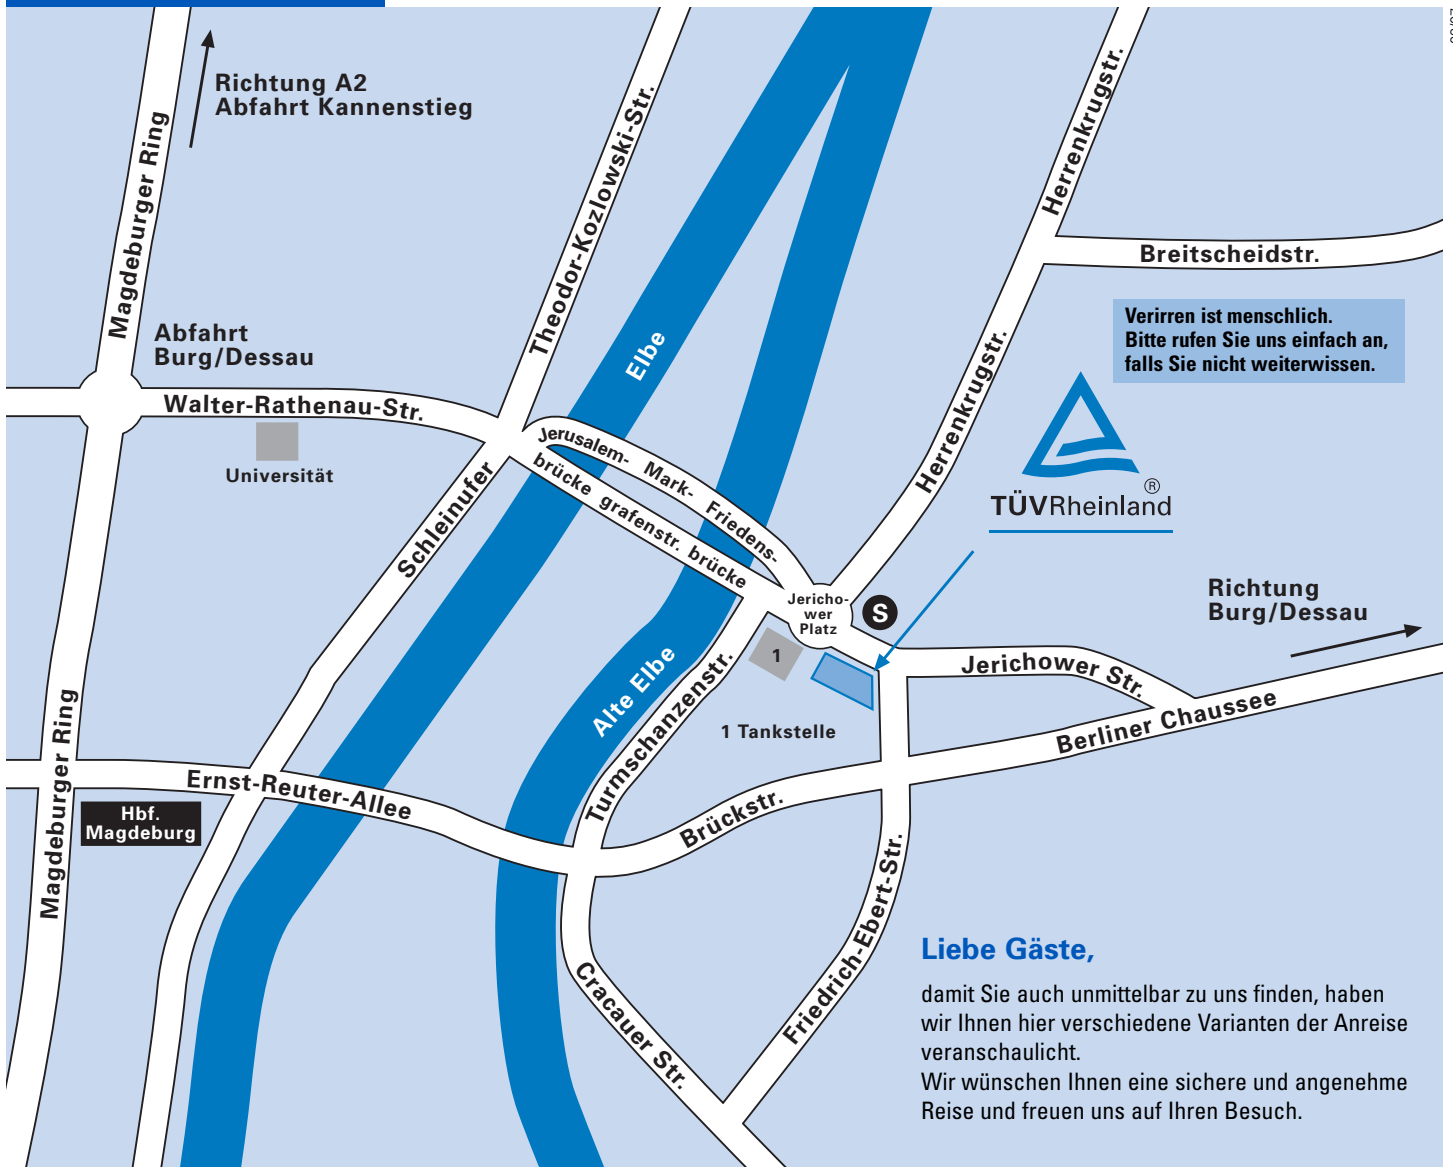 Richtung A2
Abfahrt Kannenstieg
Magdeburger Ring
Theodor-Kozlowski-Str.
Herrenkrugstr.
Breitscheidstr.
Verirren ist menschlich.
Bitte rufen Sie uns einfach an,
falls Sie nicht weiterwissen.
Abfahrt
Burg/Dessau
Elbe
Walter-Rathenau-Str.
Herrenkrugstr.
Universität
Schleinufer
Jerusalem- Mark- Friedens-
brücke grafenstr. brücke
TÜVRheinland
®
Jericho-
wer
Platz
S
Richtung
Burg/Dessau
1
Jerichower Str.
Alte Elbe
Turmschanzenstr.
1 Tankstelle
Berliner Chaussee
Magdeburger Ring
Ernst-Reuter-Allee
Hbf.
Magdeburg
Brückstr.
Friedrich-Ebert-Str.
Cracauer Str.
Liebe Gäste,
damit Sie auch unmittelbar zu uns finden, haben
wir Ihnen hier verschiedene Varianten der Anreise
veranschaulicht.
Wir wünschen Ihnen eine sichere und angenehme
Reise und freuen uns auf Ihren Besuch.